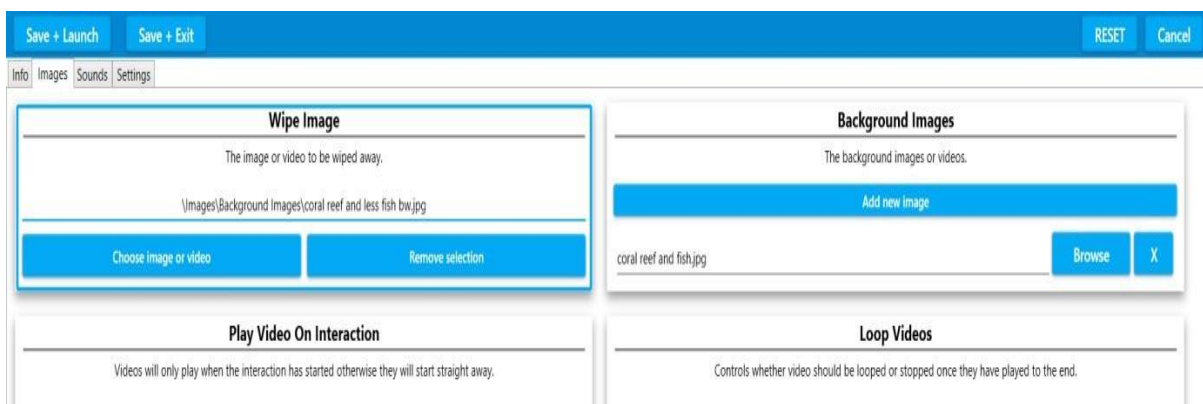 Save + Launch
Save + Exit
RESET
Cancel
Info
Images
Sounds
Settings
Wipe Image
The image or video to be wiped away.
\Images\Background Images\coral reef and less fish bw.jpg
Choose image or video
Remove selection
Background Images
The background images or videos.
Add new image
coral reef and fish.jpg
Browse
X
Play Video On Interaction
Videos will only play when the interaction has started otherwise they will start straight away.
Loop Videos
Controls whether video should be looped or stopped once they have played to the end.